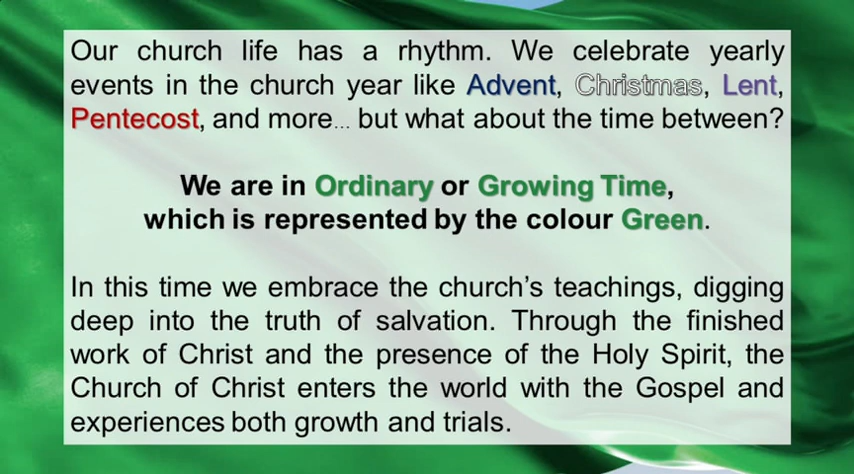 Our church life has a rhythm. We celebrate yearly
events in the church year like Advent, Christmas, Lent,
Pentecost, and more... but what about the time between?
We are in Ordinary or Growing Time,
which is represented by the colour Green.
In this time we embrace the church’s teachings, digging
deep into the truth of salvation. Through the finished
work of Christ and the presence of the Holy Spirit, the
Church of Christ enters the world with the Gospel and
experiences both growth and trials.